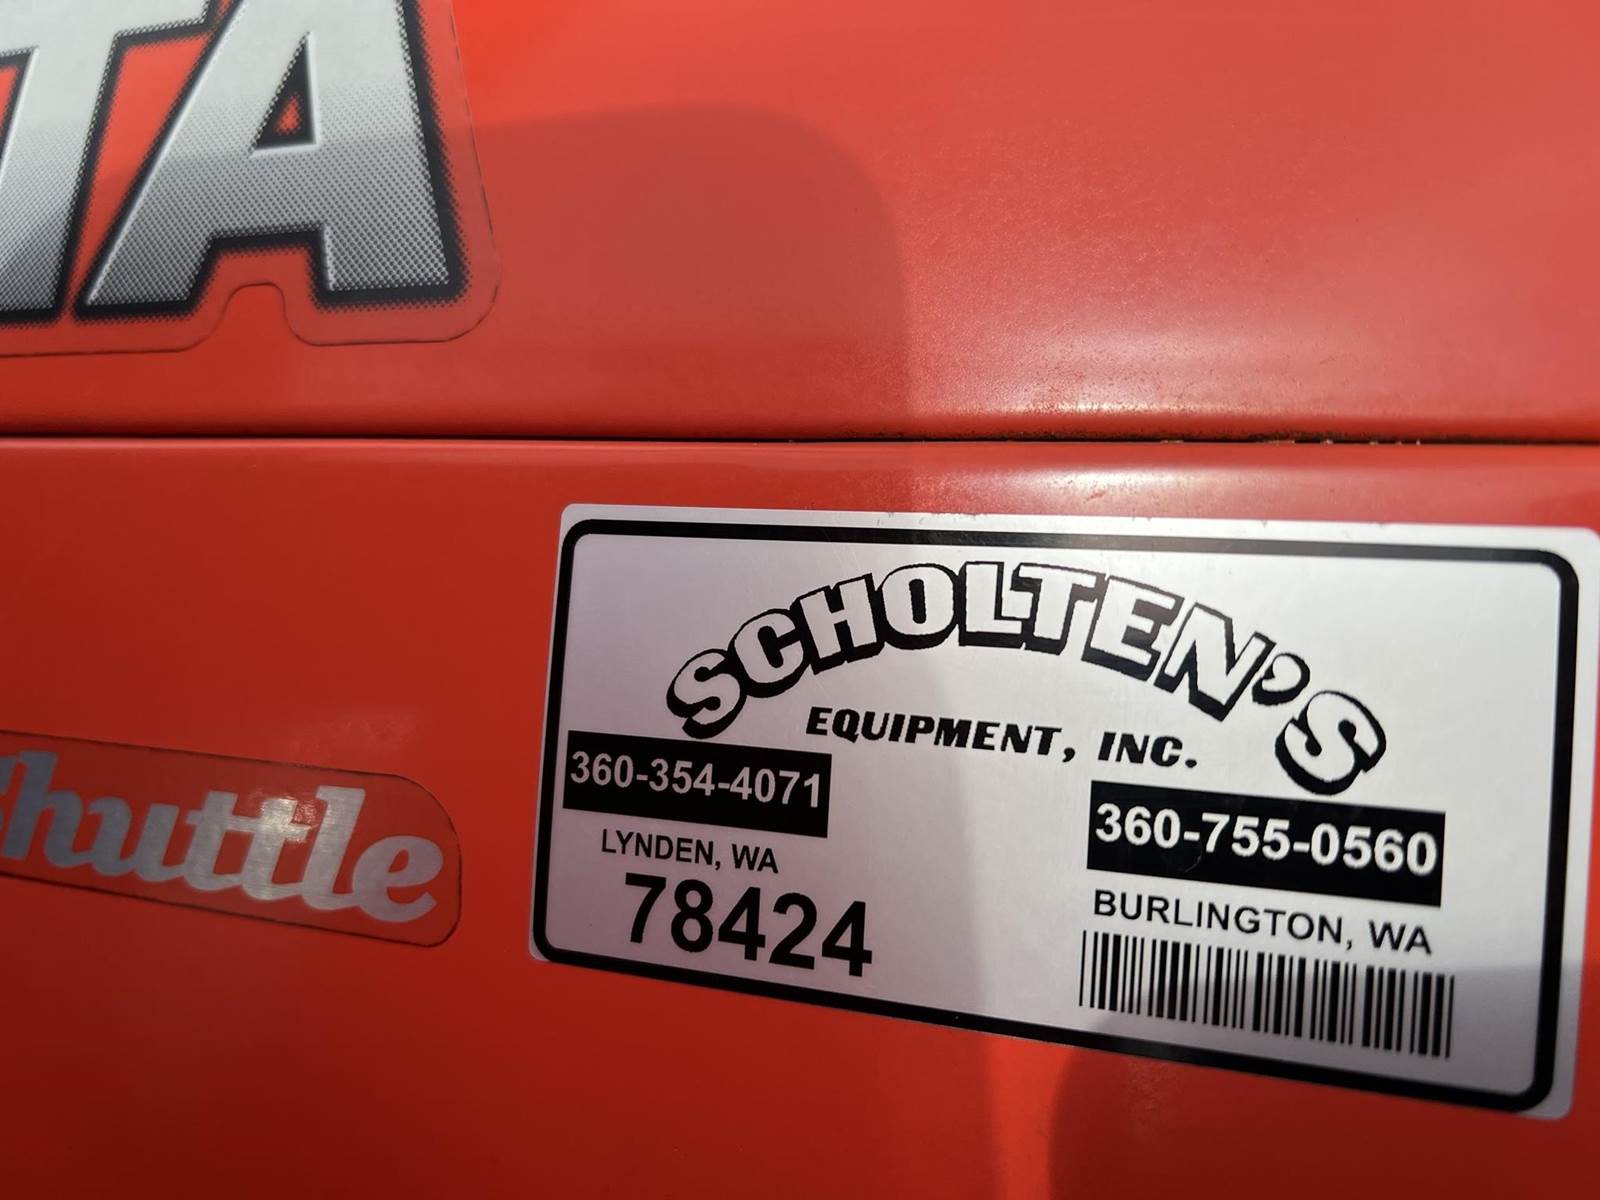 TA
Shuttle
SCHOLTEN'S
EQUIPMENT, INC.
360-354-4071
LYNDEN, WA
78424
360-755-0560
BURLINGTON, WA